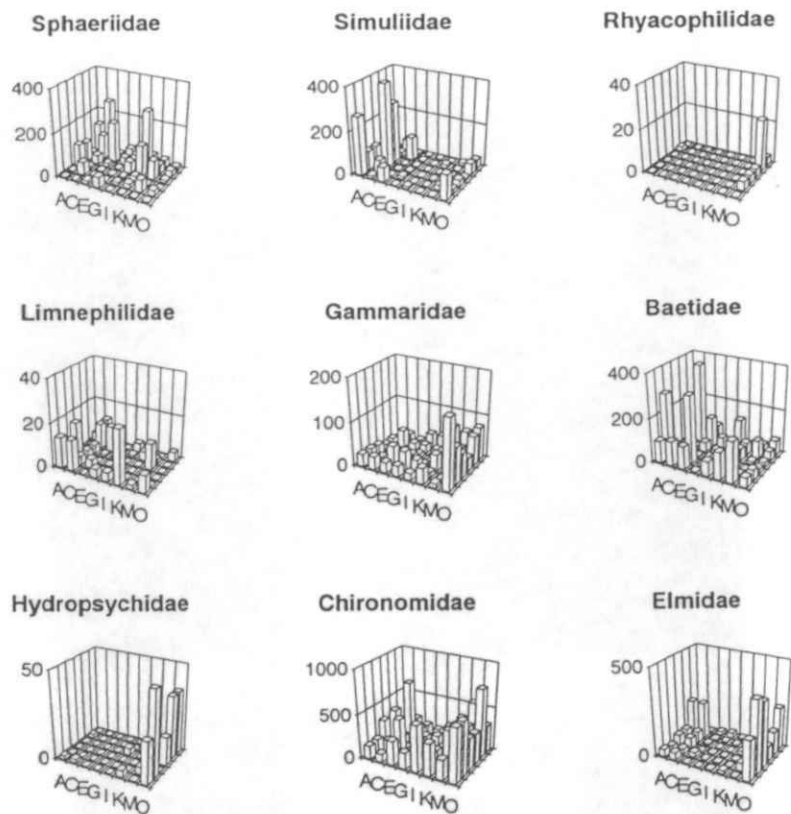 Sphaeriidae
Simuliidae
Rhyacophilidae
400
200
0
ACEGIKMO
400
200
0
ACEGIKMO
40
20
0
ACEGIKMO
Limnephilidae
Gammaridae
Baetidae
40
20
0
ACEGIKMO
200
100
0
ACEGIKMO
400
200
0
ACEGIKMO
Hydropsychidae
Chironomidae
Elmidae
50
0
ACEGIKMO
1000
500
0
ACEGIKMO
500
0
ACEGIKMO